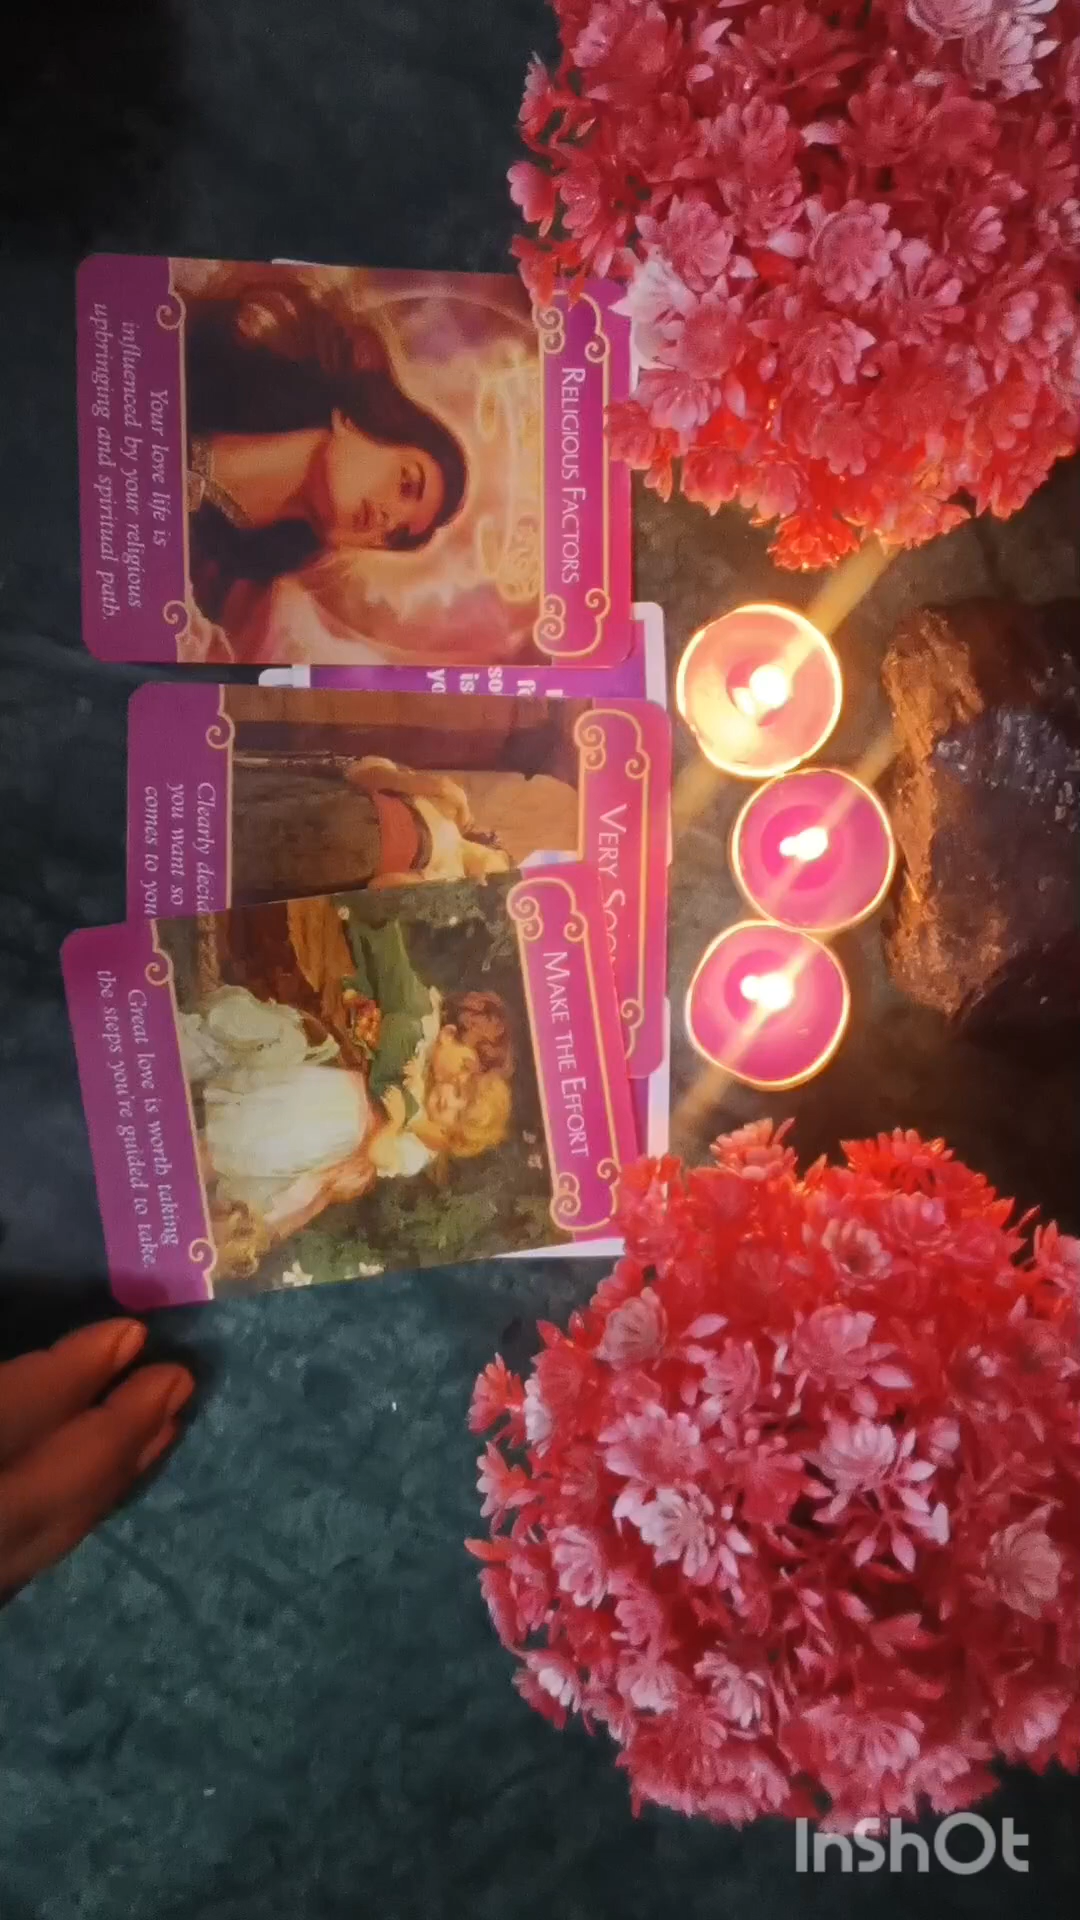 RELIGIOUS FACTORS
Your love life is
influenced by your religious
upbringing and spiritual path.
is
VERY
Clearly
you want so
comes to you
MAKE THE EFFORT
Great love is worth taking
the steps you're guided to take.
InShOt